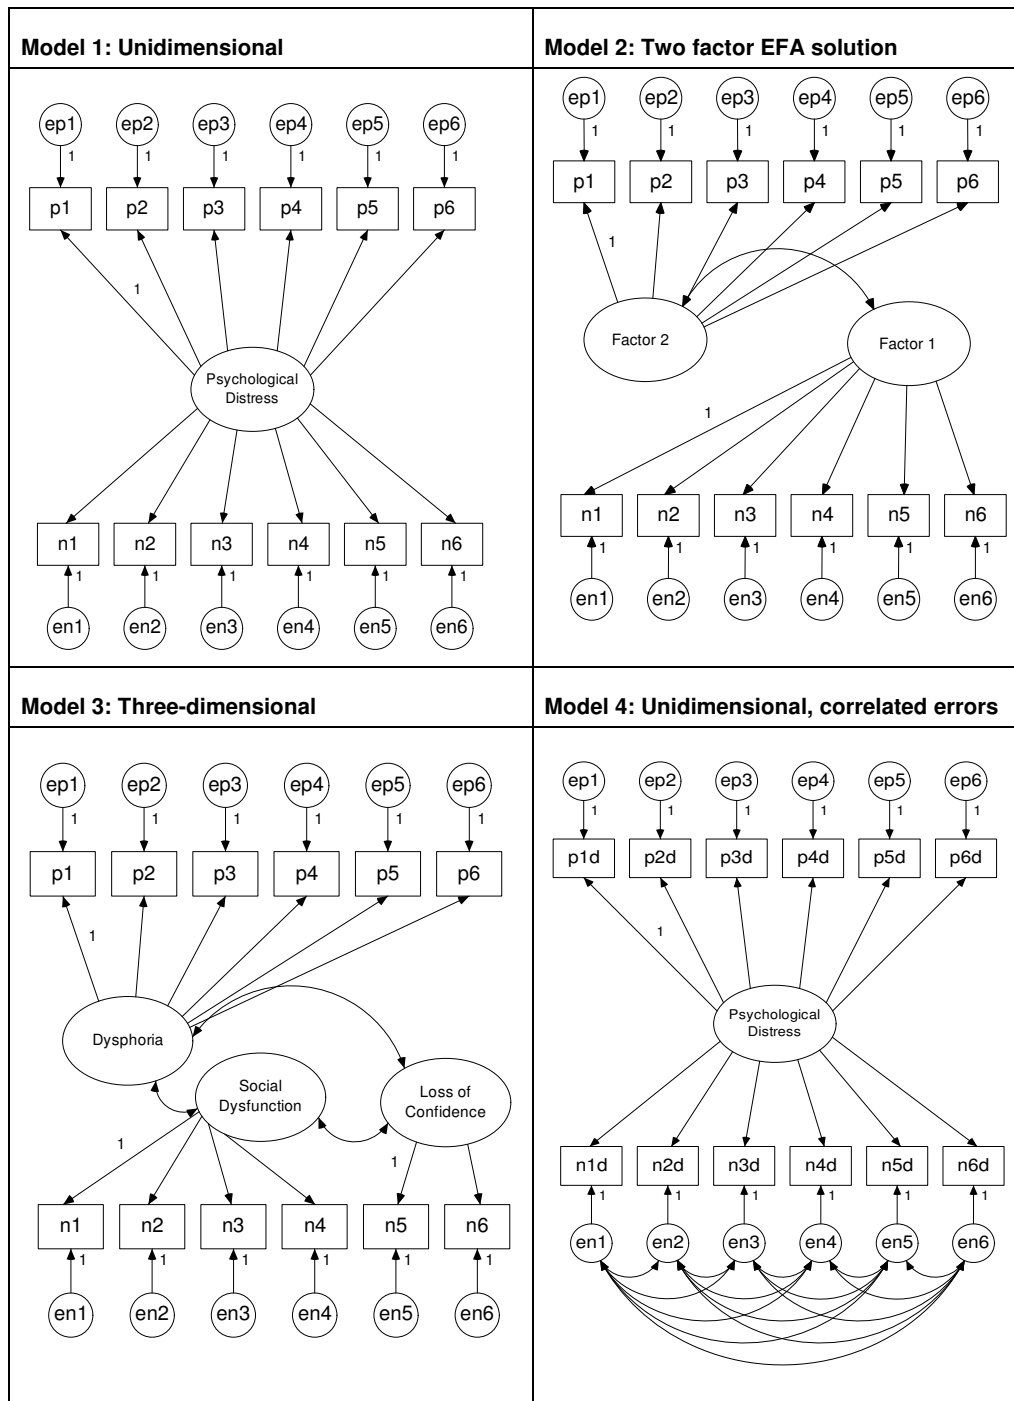 Model 1: Unidimensional
ep1 ep2 ep3 ep4 ep5 ep6
1 1 1 1 1 1
p1 p2 p3 p4 p5 p6
1
Psychological
Distress
n1 n2 n3 n4 n5 n6
1 1 1 1 1 1
en1 en2 en3 en4 en5 en6
Model 2: Two factor EFA solution
ep1 ep2 ep3 ep4 ep5 ep6
1 1 1 1 1 1
p1 p2 p3 p4 p5 p6
1
Factor 2
Factor 1
1
n1 n2 n3 n4 n5 n6
1 1 1 1 1 1
en1 en2 en3 en4 en5 en6
Model 3: Three-dimensional
ep1 ep2 ep3 ep4 ep5 ep6
1 1 1 1 1 1
p1 p2 p3 p4 p5 p6
1
Dysphoria
Social
Dysfunction
Loss of
Confidence
1 1
n1 n2 n3 n4 n5 n6
1 1 1 1 1 1
en1 en2 en3 en4 en5 en6
Model 4: Unidimensional, correlated errors
ep1 ep2 ep3 ep4 ep5 ep6
1 1 1 1 1 1
p1d p2d p3d p4d p5d p6d
1
Psychological
Distress
n1d n2d n3d n4d n5d n6d
1 1 1 1 1 1
en1 en2 en3 en4 en5 en6